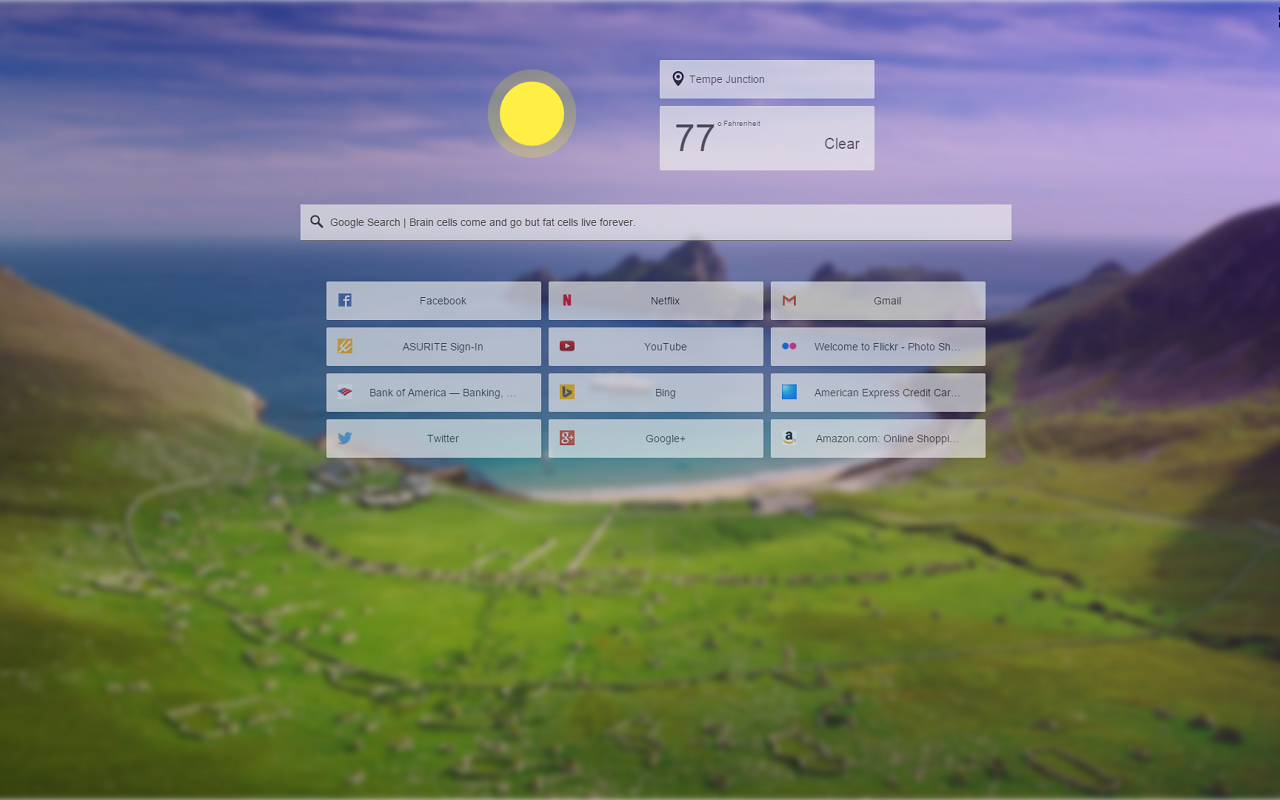 Tempe Junction
77 o Fahrenheit
Clear
Google Search | Brain cells come and go but fat cells live forever.
Facebook
Netflix
Gmail
ASURITE Sign-In
YouTube
Welcome to Flickr - Photo Sh...
Bank of America — Banking, ...
Bing
American Express Credit Car...
Twitter
Google+
Amazon.com: Online Shoppi...